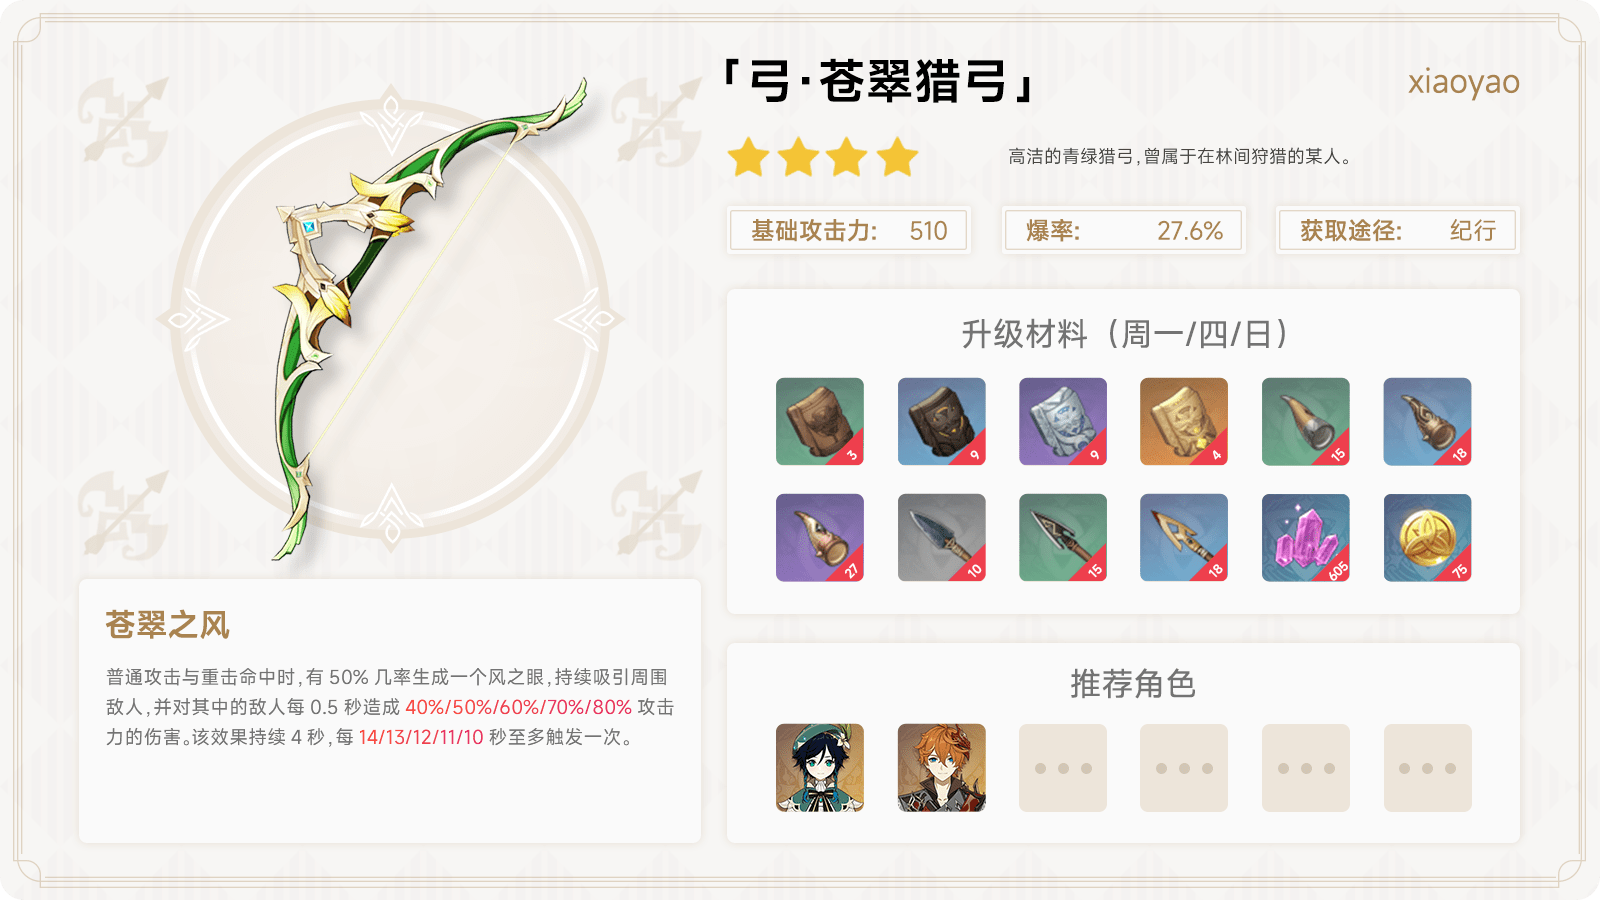 「弓·苍翠猎弓」
xiaoyao
高洁的青绿猎弓,曾属于在林间狩猎的某人。
基础攻击力: 510
爆率: 27.6%
获取途径: 纪行
升级材料（周一/四/日）
3 9 9 4 15 18
27 10 15 18 605 75
苍翠之风
普通攻击与重击命中时,有 50% 几率生成一个风之眼,持续吸引周围
敌人,并对其中的敌人每 0.5 秒造成 40%/50%/60%/70%/80% 攻击
力的伤害。该效果持续 4 秒,每 14/13/12/11/10 秒至多触发一次。
推荐角色